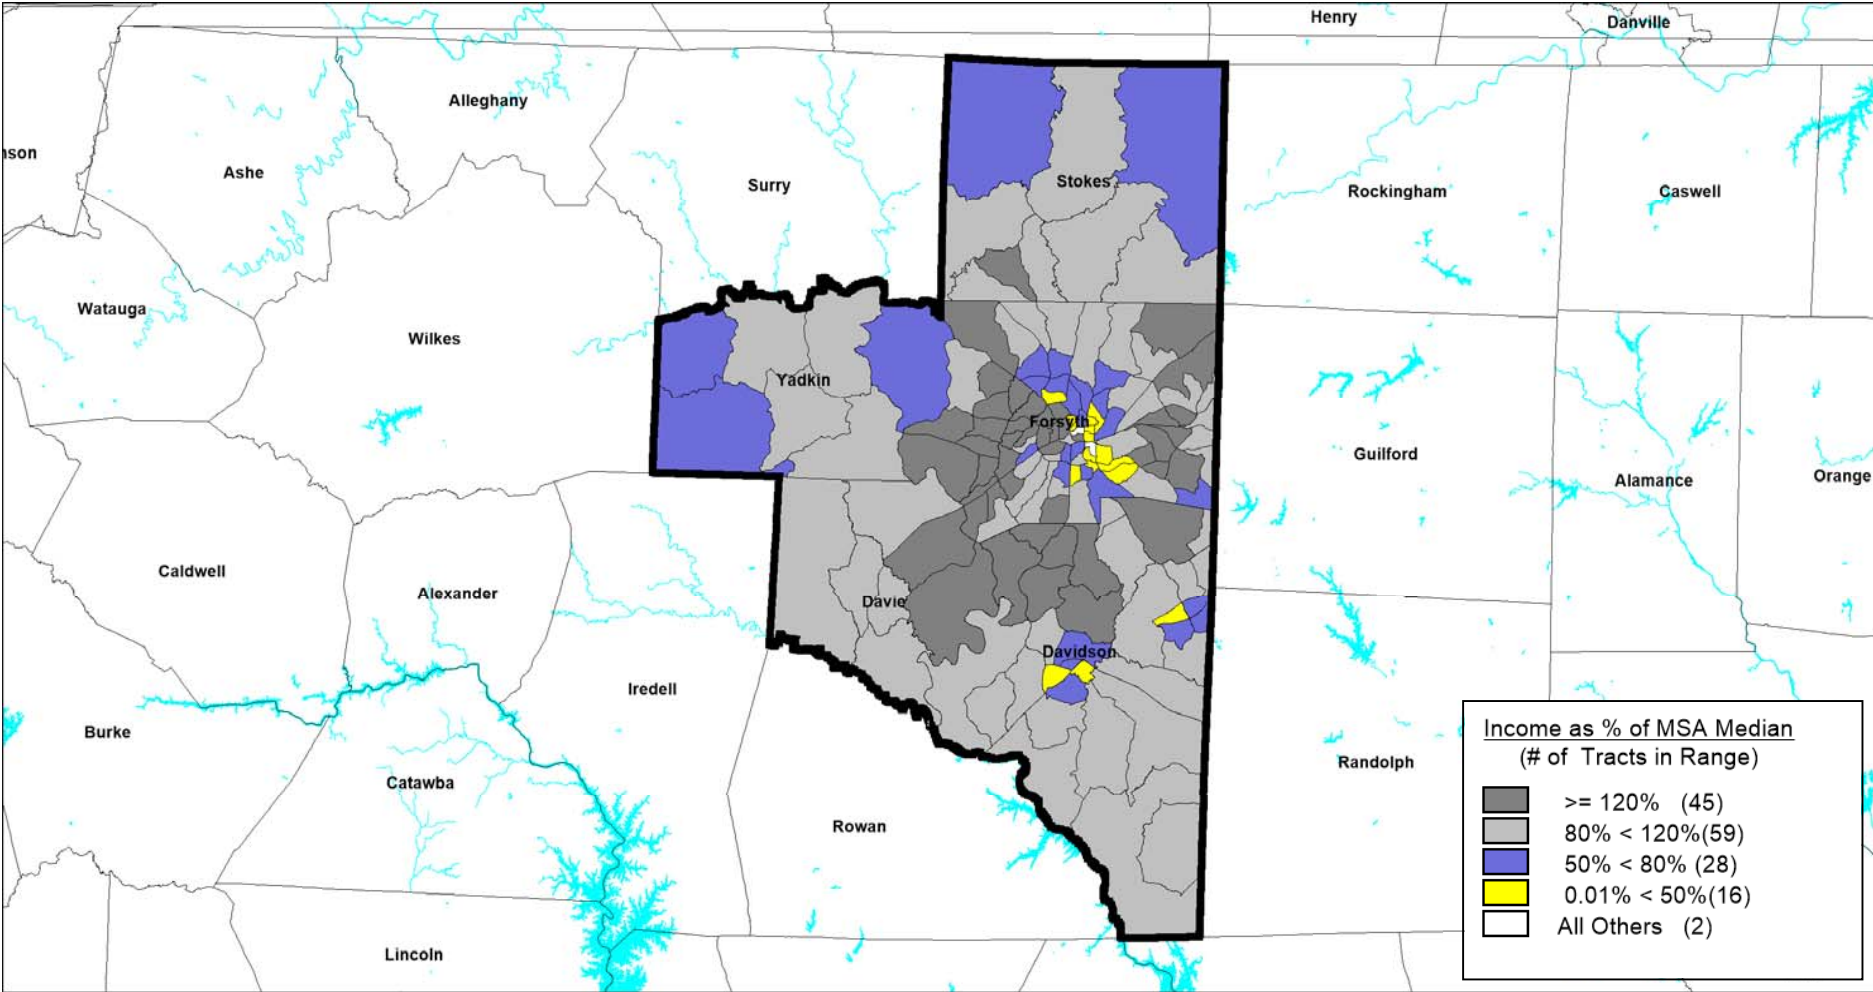 Henry
Danville
Alleghany
nson
Ashe
Surry
Stokes
Rockingham
Caswell
Watauga
Wilkes
Yadkin
Forsyth
Guilford
Alamance
Orange
Caldwell
Alexander
Davie
Davidson
Iredell
Burke
Catawba
Rowan
Randolph
Lincoln
Income as % of MSA Median
(# of Tracts in Range)
>= 120% (45)
80% < 120%(59)
50% < 80% (28)
0.01% < 50%(16)
All Others (2)